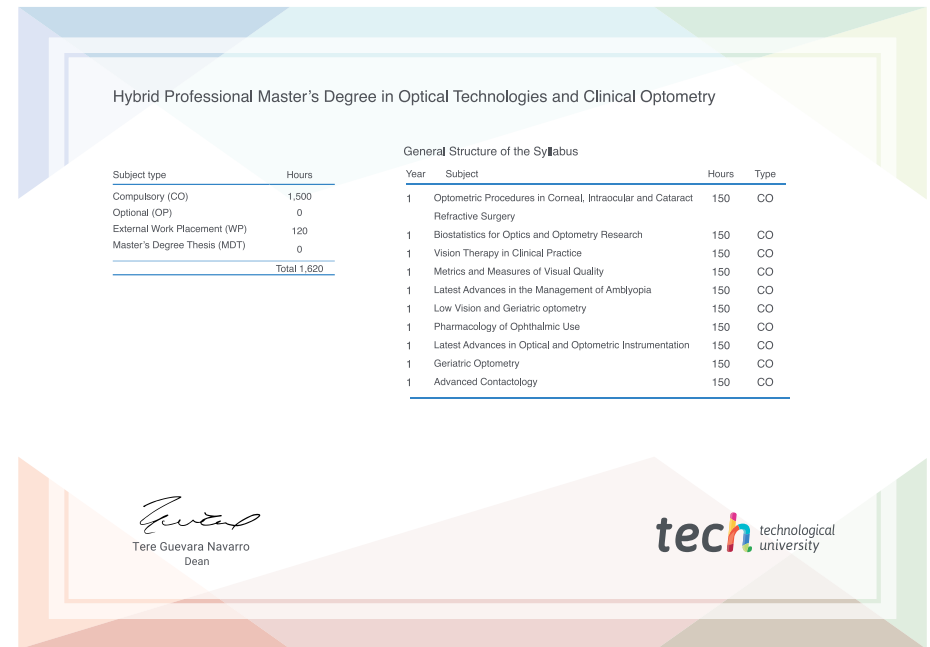 Hybrid Professional Master's Degree in Optical Technologies and Clinical Optometry
Subject type Hours
Compulsory (CO) 1,500
Optional (OP) 0
External Work Placement (WP) 120
Master's Degree Thesis (MDT) 0
Total 1,620
General Structure of the Syllabus
Year Subject Hours Type
1 Optometric Procedures in Corneal, Intraocular and Cataract 150 CO
Refractive Surgery
1 Biostatistics for Optics and Optometry Research 150 CO
1 Vision Therapy in Clinical Practice 150 CO
1 Metrics and Measures of Visual Quality 150 CO
1 Latest Advances in the Management of Amblyopia 150 CO
1 Low Vision and Geriatric optometry 150 CO
1 Pharmacology of Ophthalmic Use 150 CO
1 Latest Advances in Optical and Optometric Instrumentation 150 CO
1 Geriatric Optometry 150 CO
1 Advanced Contactology 150 CO
Tere Guevara Navarro
Dean
tech technological
university